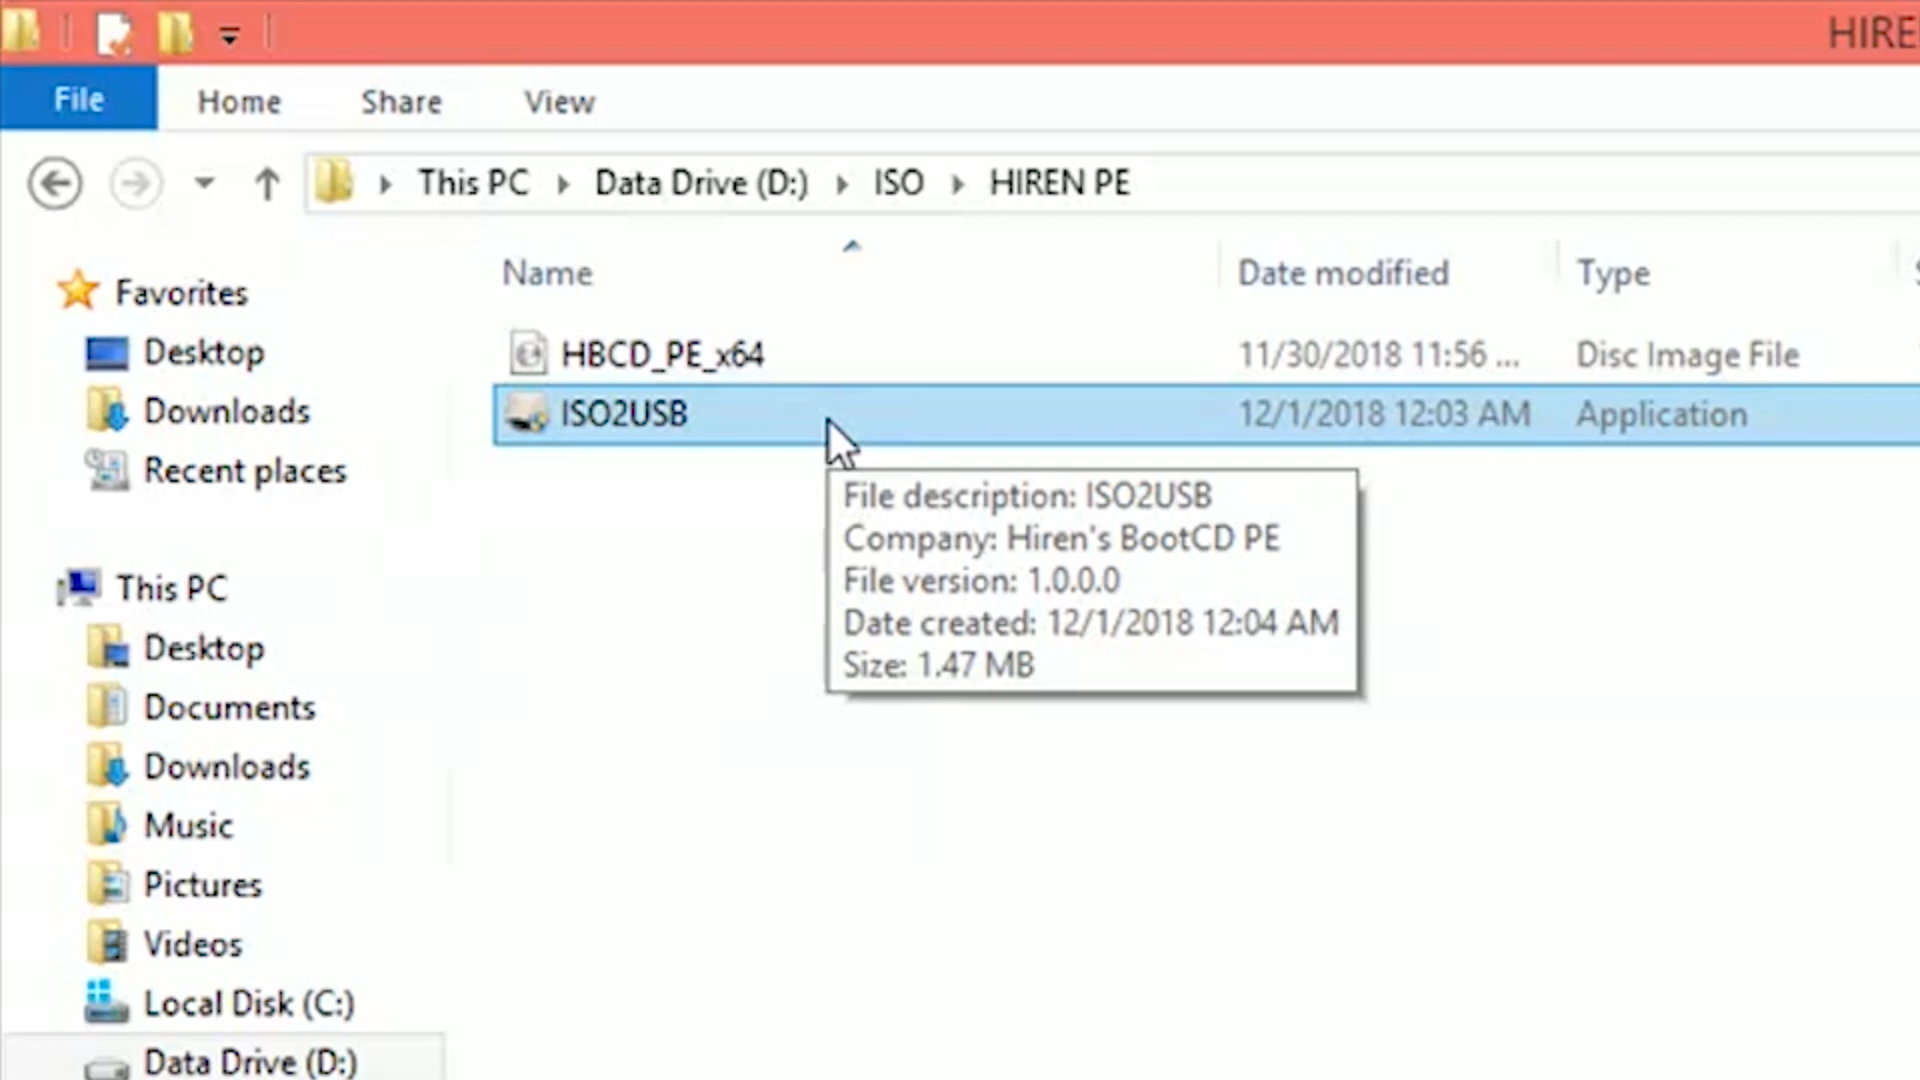 HIRE
File Home Share View
This PC Data Drive (D:) ISO HIREN PE
Name Date modified Type
Favorites
Desktop
Downloads
Recent places
This PC
Desktop
Documents
Downloads
Music
Pictures
Videos
Local Disk (C:)
Data Drive (D:)
HBCD_PE_x64 11/30/2018 11:56 ... Disc Image File
ISO2USB 12/1/2018 12:03 AM Application
File description: ISO2USB
Company: Hiren's BootCD PE
File version: 1.0.0.0
Date created: 12/1/2018 12:04 AM
Size: 1.47 MB